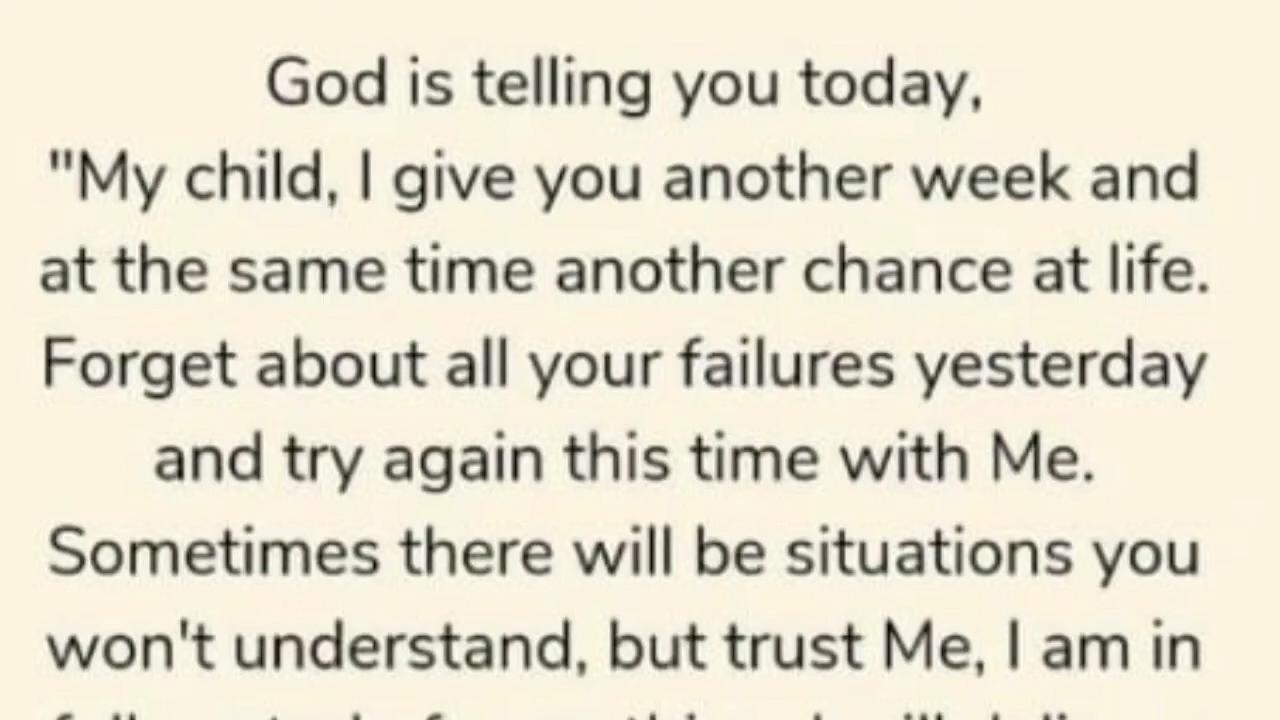 God is telling you today,
"My child, I give you another week and
at the same time another chance at life.
Forget about all your failures yesterday
and try again this time with Me.
Sometimes there will be situations you
won't understand, but trust Me, I am in